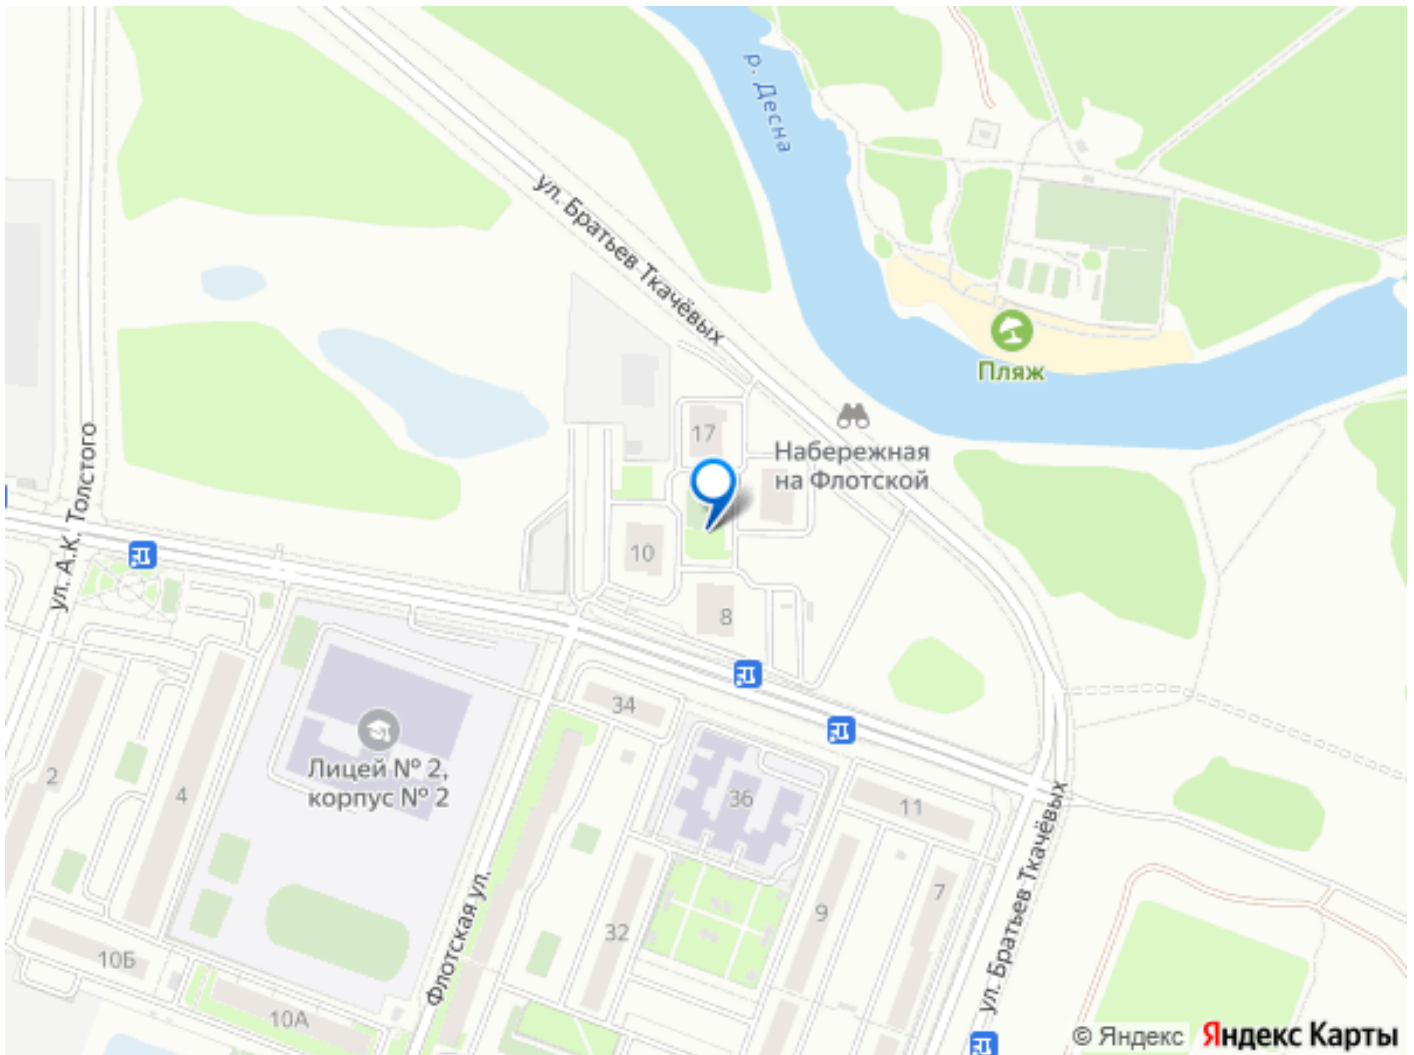 р. Десна
ул. Братьев Ткачёвых
Пляж
17
Набережная
на Флотской
ул. А.К. Толстого
10
8
34
Лицей № 2,
корпус № 2
2
4
36
11
7
9
32
Флотская ул.
ул. Братьев Ткачёвых
10Б
10А
© Яндекс
Яндекс Карты